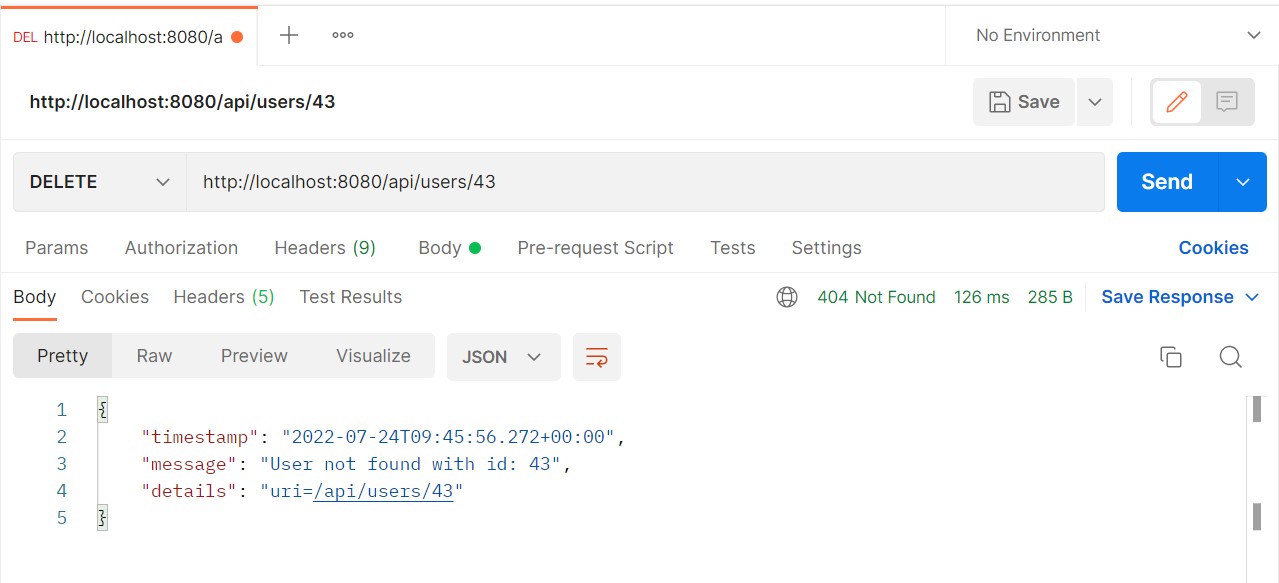 DEL http://localhost:8080/a
No Environment
http://localhost:8080/api/users/43
Save
DELETE http://localhost:8080/api/users/43 Send
Params Authorization Headers (9) Body Pre-request Script Tests Settings Cookies
Body Cookies Headers (5) Test Results 404 Not Found 126 ms 285 B Save Response
Pretty Raw Preview Visualize JSON
1 {
2 "timestamp": "2022-07-24T09:45:56.272+00:00",
3 "message": "User not found with id: 43",
4 "details": "uri=/api/users/43"
5 }